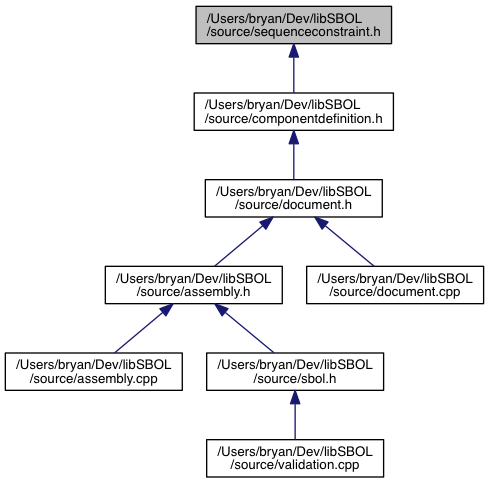 /Users/bryan/Dev/libSBOL
/source/sequenceconstraint.h
/Users/bryan/Dev/libSBOL
/source/componentdefinition.h
/Users/bryan/Dev/libSBOL
/source/document.h
/Users/bryan/Dev/libSBOL
/source/assembly.h
/Users/bryan/Dev/libSBOL
/source/document.cpp
/Users/bryan/Dev/libSBOL
/source/assembly.cpp
/Users/bryan/Dev/libSBOL
/source/sbol.h
/Users/bryan/Dev/libSBOL
/source/validation.cpp